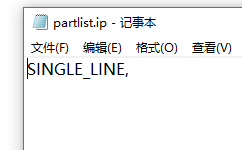 partlist.ip - 记事本
文件(F) 编辑(E) 格式(O) 查看(V)
SINGLE_LINE,